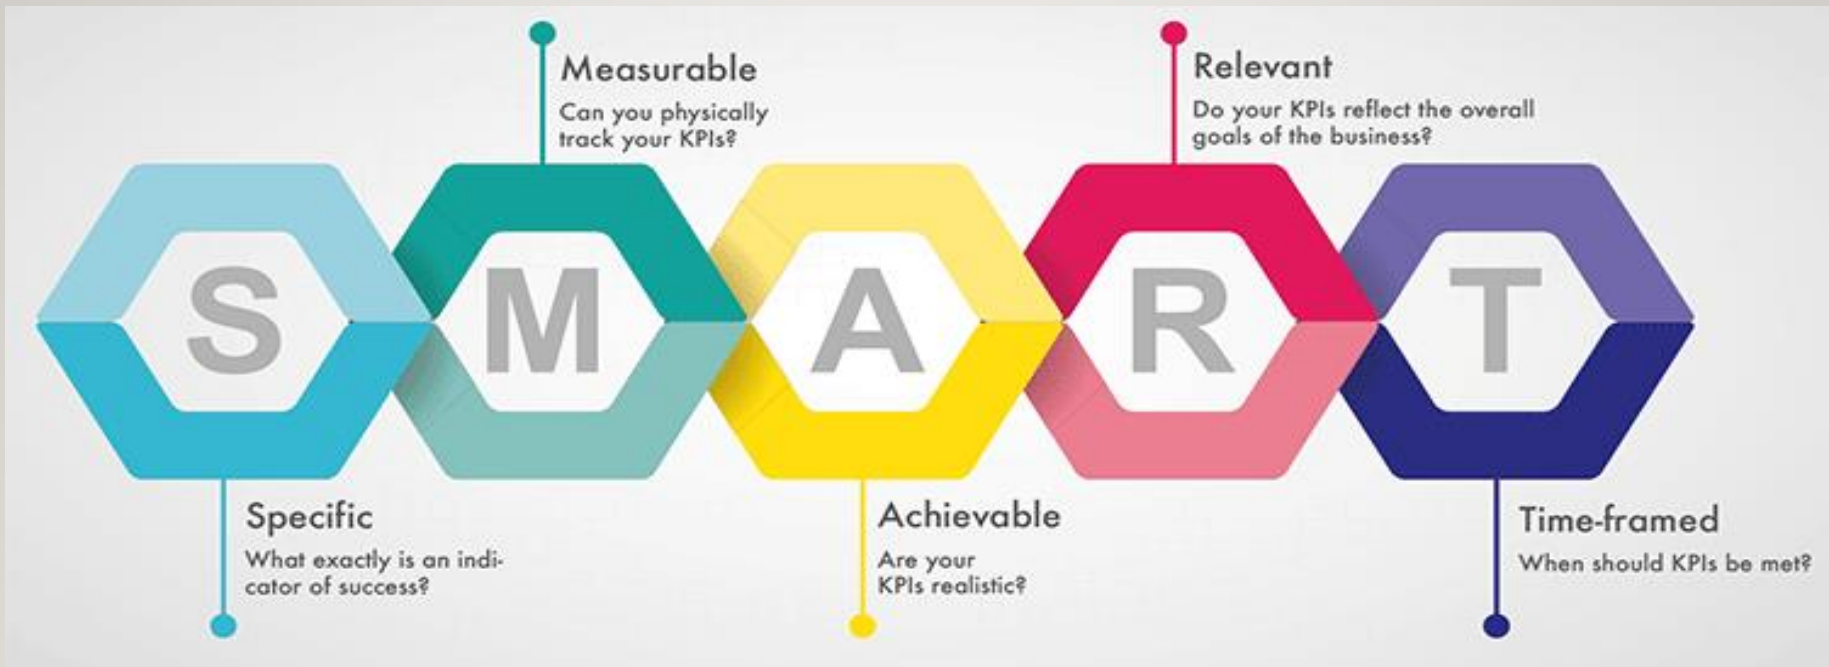 Measurable
Can you physically
track your KPIs?
Relevant
Do your KPIs reflect the overall
goals of the business?
S M A R T
Specific
What exactly is an indi-
cator of success?
Achievable
Are your
KPIs realistic?
Time-framed
When should KPIs be met?